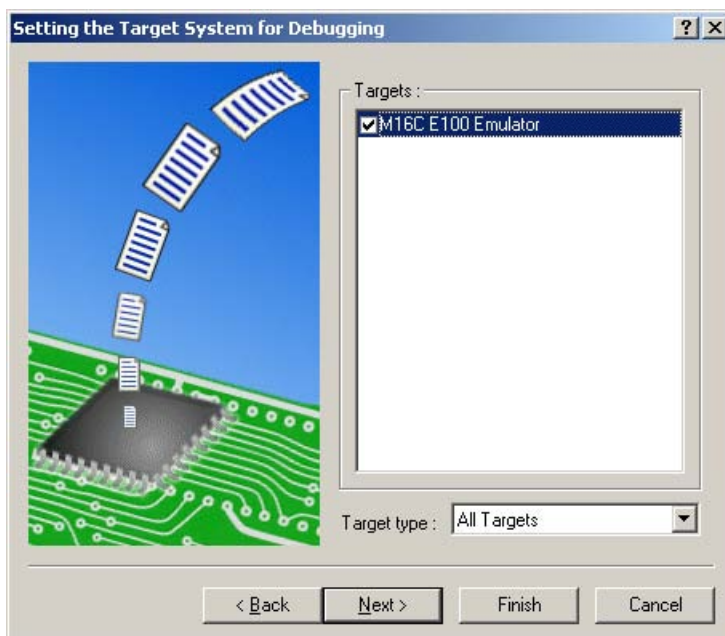 Setting the Target System for Debugging
Targets :
M16C E100 Emulator
Target type : All Targets
< Back Next > Finish Cancel